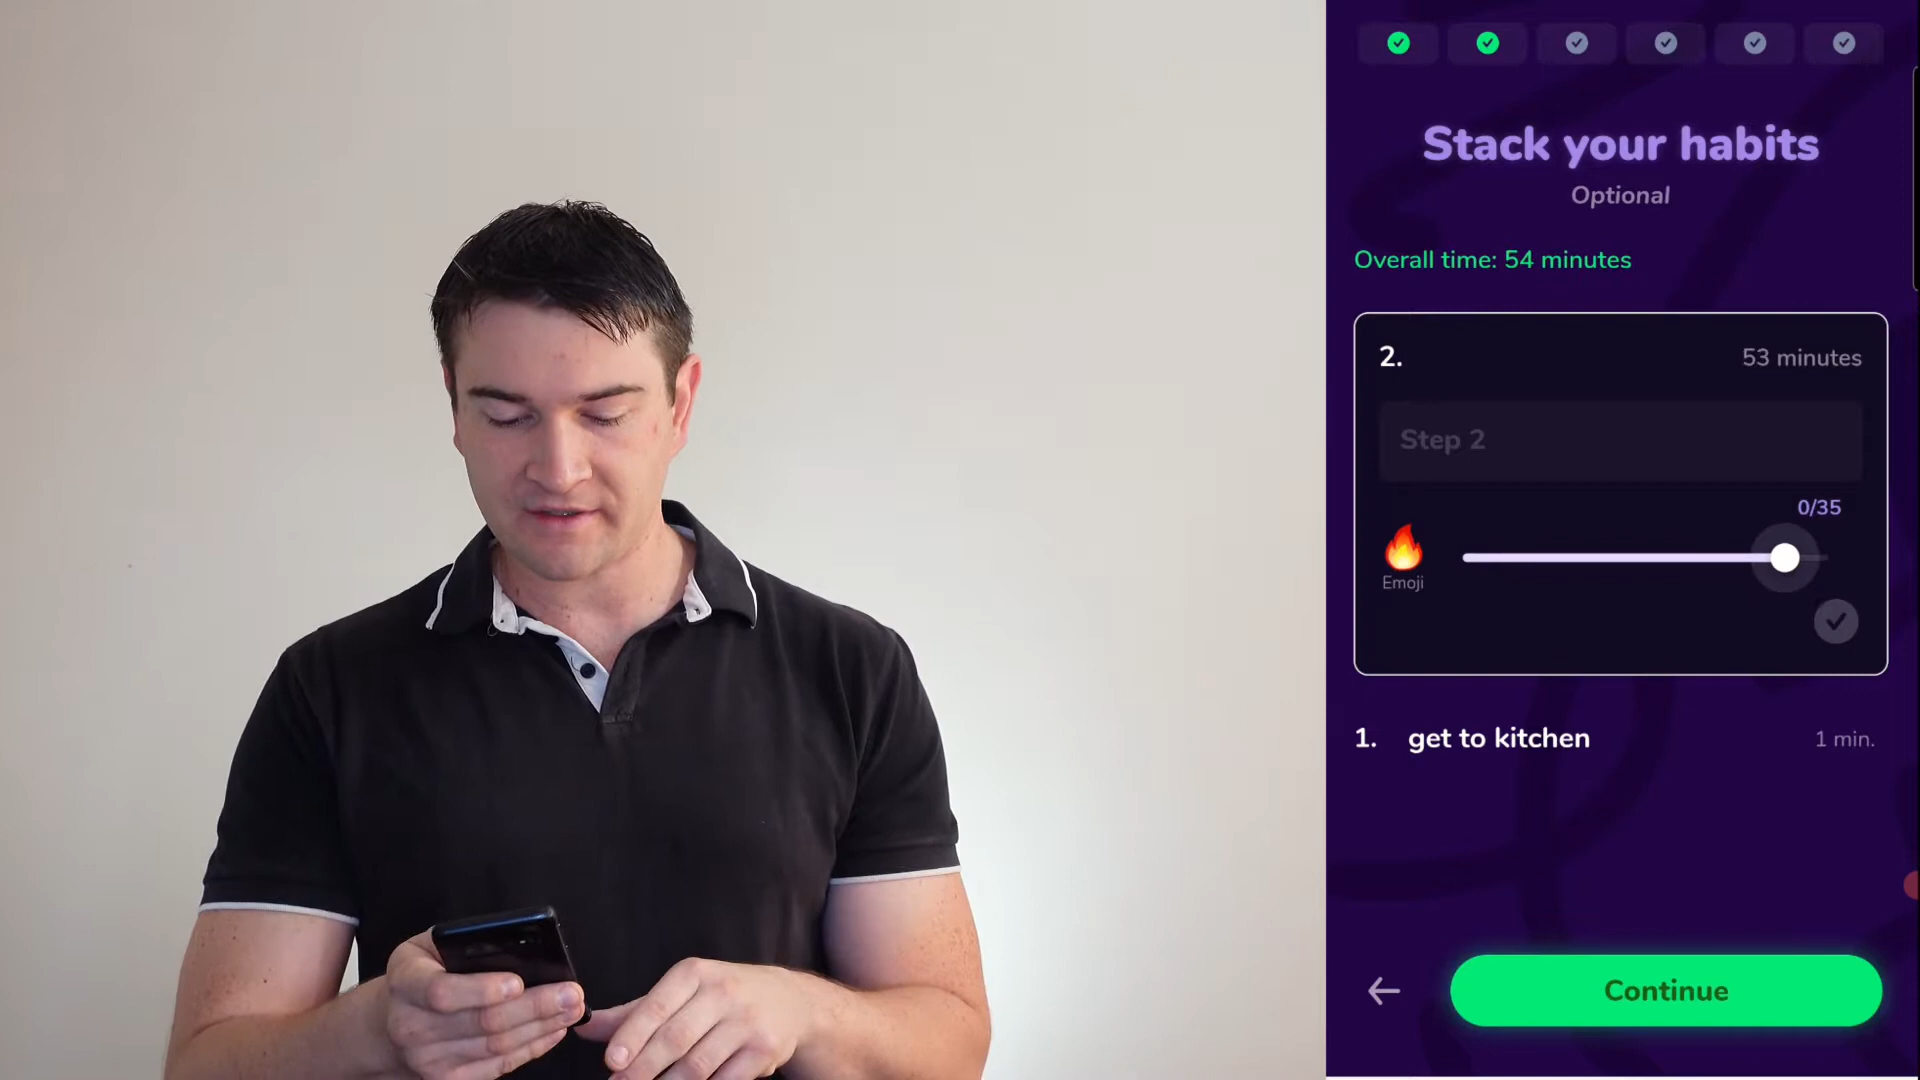 Stack your habits
Optional
Overall time: 54 minutes
2. 53 minutes
Step 2
0/35
Emoji
1. get to kitchen 1 min.
Continue